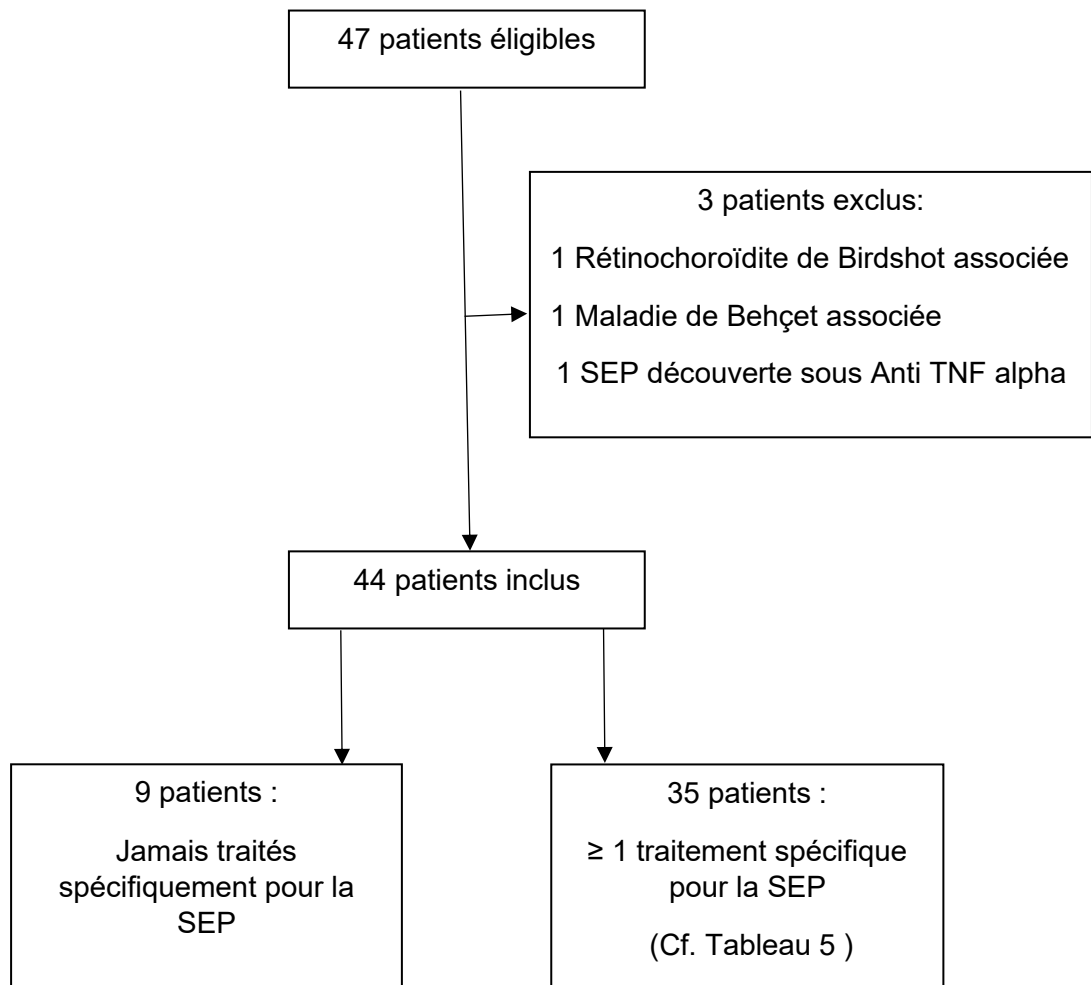 47 patients éligibles
3 patients exclus:
1 Rétinochoroïdite de Birdshot associée
1 Maladie de Behçet associée
1 SEP découverte sous Anti TNF alpha
44 patients inclus
9 patients :
Jamais traités
spécifiquement pour la
SEP
35 patients :
≥ 1 traitement spécifique
pour la SEP
(Cf. Tableau 5 )